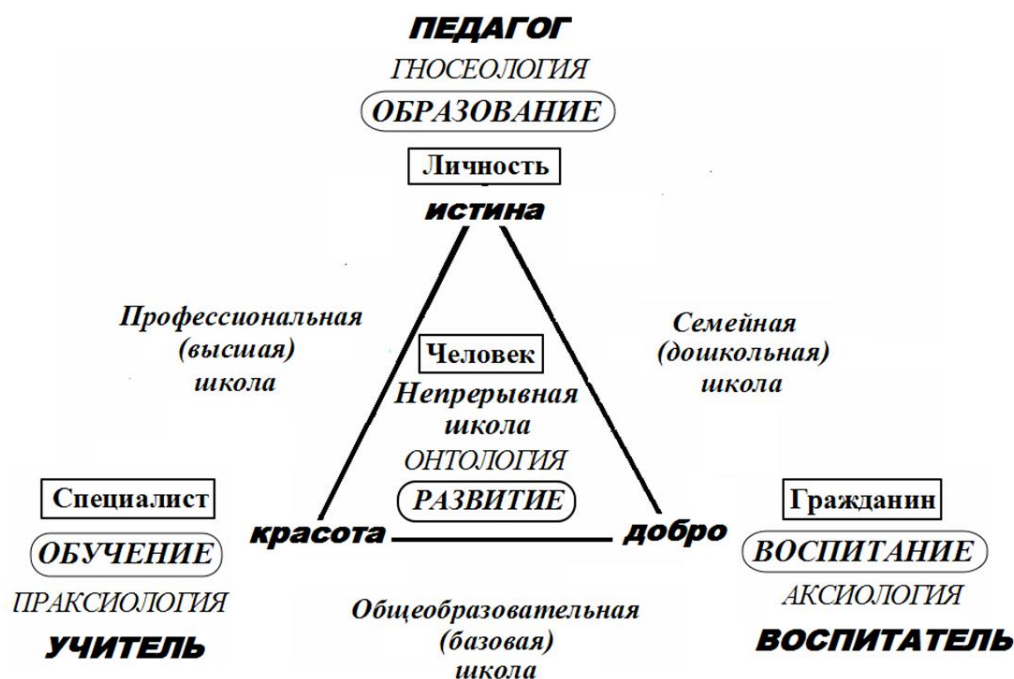 ПЕДАГОГ
ГНОСЕОЛОГИЯ
ОБРАЗОВАНИЕ
Личность
истина
Профессиональная
(высшая)
школа
Семейная
(дошкольная)
школа
Человек
Непрерывная
школа
ОНТОЛОГИЯ
РАЗВИТИЕ
Специалист
ОБУЧЕНИЕ
ПРАКСИОЛОГИЯ
УЧИТЕЛЬ
красота
добро
Гражданин
ВОСПИТАНИЕ
АКСИОЛОГИЯ
ВОСПИТАТЕЛЬ
Общеобразовательная
(базовая)
школа